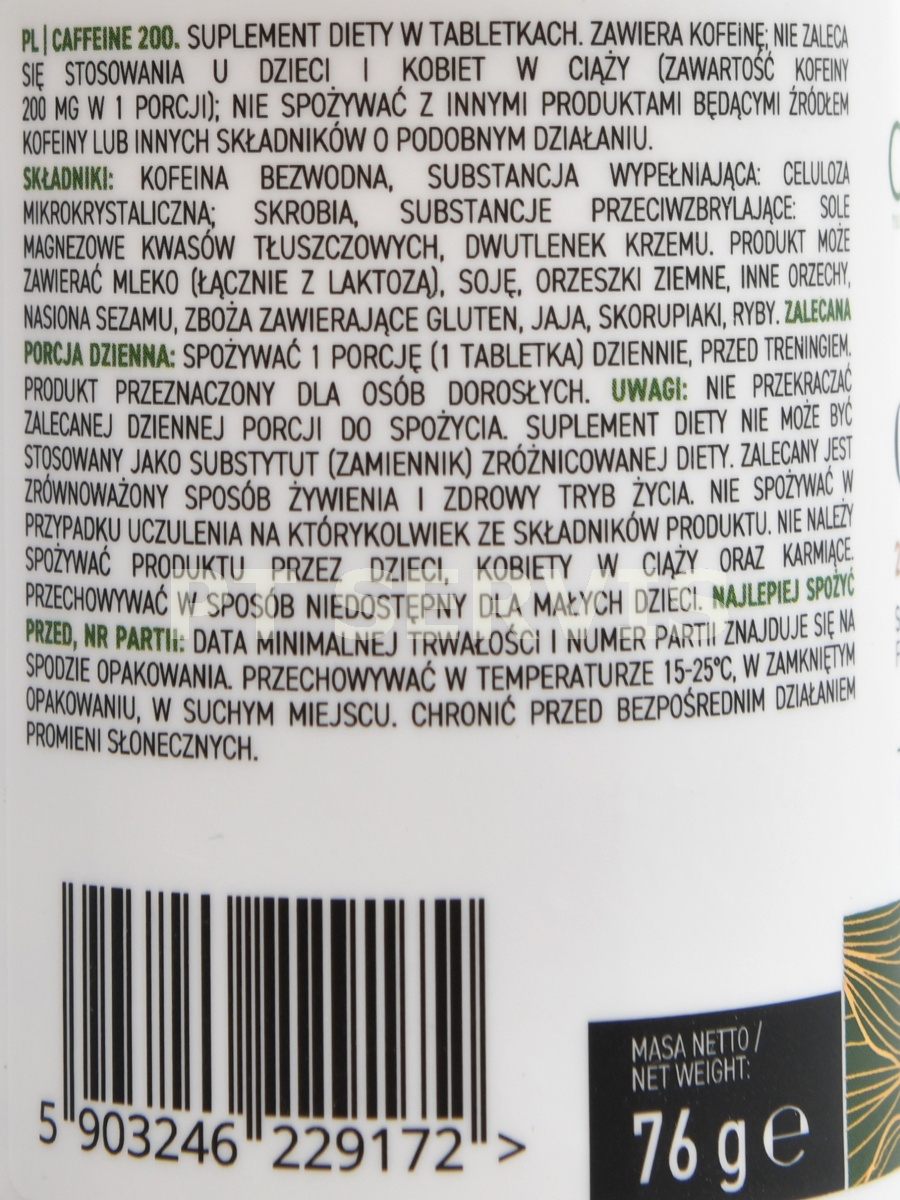 PL | CAFFEINE 200. SUPLEMENT DIETY W TABLETKACH. ZAWIERA KOFEINĘ; NIE ZALECA
SIĘ STOSOWANIA U DZIECI I KOBIET W CIĄŻY (ZAWARTOŚĆ KOFEINY
200 MG W 1 PORCJI); NIE SPOŻYWAĆ Z INNYMI PRODUKTAMI BĘDĄCYMI ŹRÓDŁEM
KOFEINY LUB INNYCH SKŁADNIKÓW O PODOBNYM DZIAŁANIU.
SKŁADNIKI: KOFEINA BEZWODNA, SUBSTANCJA WYPEŁNIAJĄCA: CELULOZA
MIKROKRYSTALICZNA; SKROBIA, SUBSTANCJE PRZECIWZBRYLAJĄCE: SOLE
MAGNEZOWE KWASÓW TŁUSZCZOWYCH, DWUTLENEK KRZEMU. PRODUKT MOŻE
ZAWIERAĆ MLEKO (ŁĄCZNIE Z LAKTOZĄ), SOJĘ, ORZESZKI ZIEMNE, INNE ORZECHY,
NASIONA SEZAMU, ZBOŻA ZAWIERAJĄCE GLUTEN, JAJA, SKORUPIAKI, RYBY. ZALECANA
PORCJA DZIENNA: SPOŻYWAĆ 1 PORCJĘ (1 TABLETKA) DZIENNIE, PRZED TRENINGIEM.
PRODUKT PRZEZNACZONY DLA OSÓB DOROSŁYCH. UWAGI: NIE PRZEKRACZAĆ
ZALECANEJ DZIENNEJ PORCJI DO SPOŻYCIA. SUPLEMENT DIETY NIE MOŻE BYĆ
STOSOWANY JAKO SUBSTYTUT (ZAMIENNIK) ZRÓŻNICOWANEJ DIETY. ZALECANY JEST
ZRÓWNOWAŻONY SPOSÓB ŻYWIENIA I ZDROWY TRYB ŻYCIA. NIE SPOŻYWAĆ W
PRZYPADKU UCZULENIA NA KTÓRYKOLWIEK ZE SKŁADNIKÓW PRODUKTU. NIE NALEŻY
SPOŻYWAĆ PRODUKTU PRZEZ DZIECI, KOBIETY W CIĄŻY ORAZ KARMIĄCE.
PRZECHOWYWAĆ W SPOSÓB NIEDOSTĘPNY DLA MAŁYCH DZIECI. NAJLEPIEJ SPOŻYĆ
PRZED, NR PARTII: DATA MINIMALNEJ TRWAŁOŚCI I NUMER PARTII ZNAJDUJE SIĘ NA
SPODZIE OPAKOWANIA. PRZECHOWYWAĆ W TEMPERATURZE 15-25°C, W ZAMKNIĘTYM
OPAKOWANIU, W SUCHYM MIEJSCU. CHRONIĆ PRZED BEZPOŚREDNIM DZIAŁANIEM
PROMIENI SŁONECZNYCH.
PT SERVIS
5 903246 229172 >
MASA NETTO /
NET WEIGHT:
76 g e